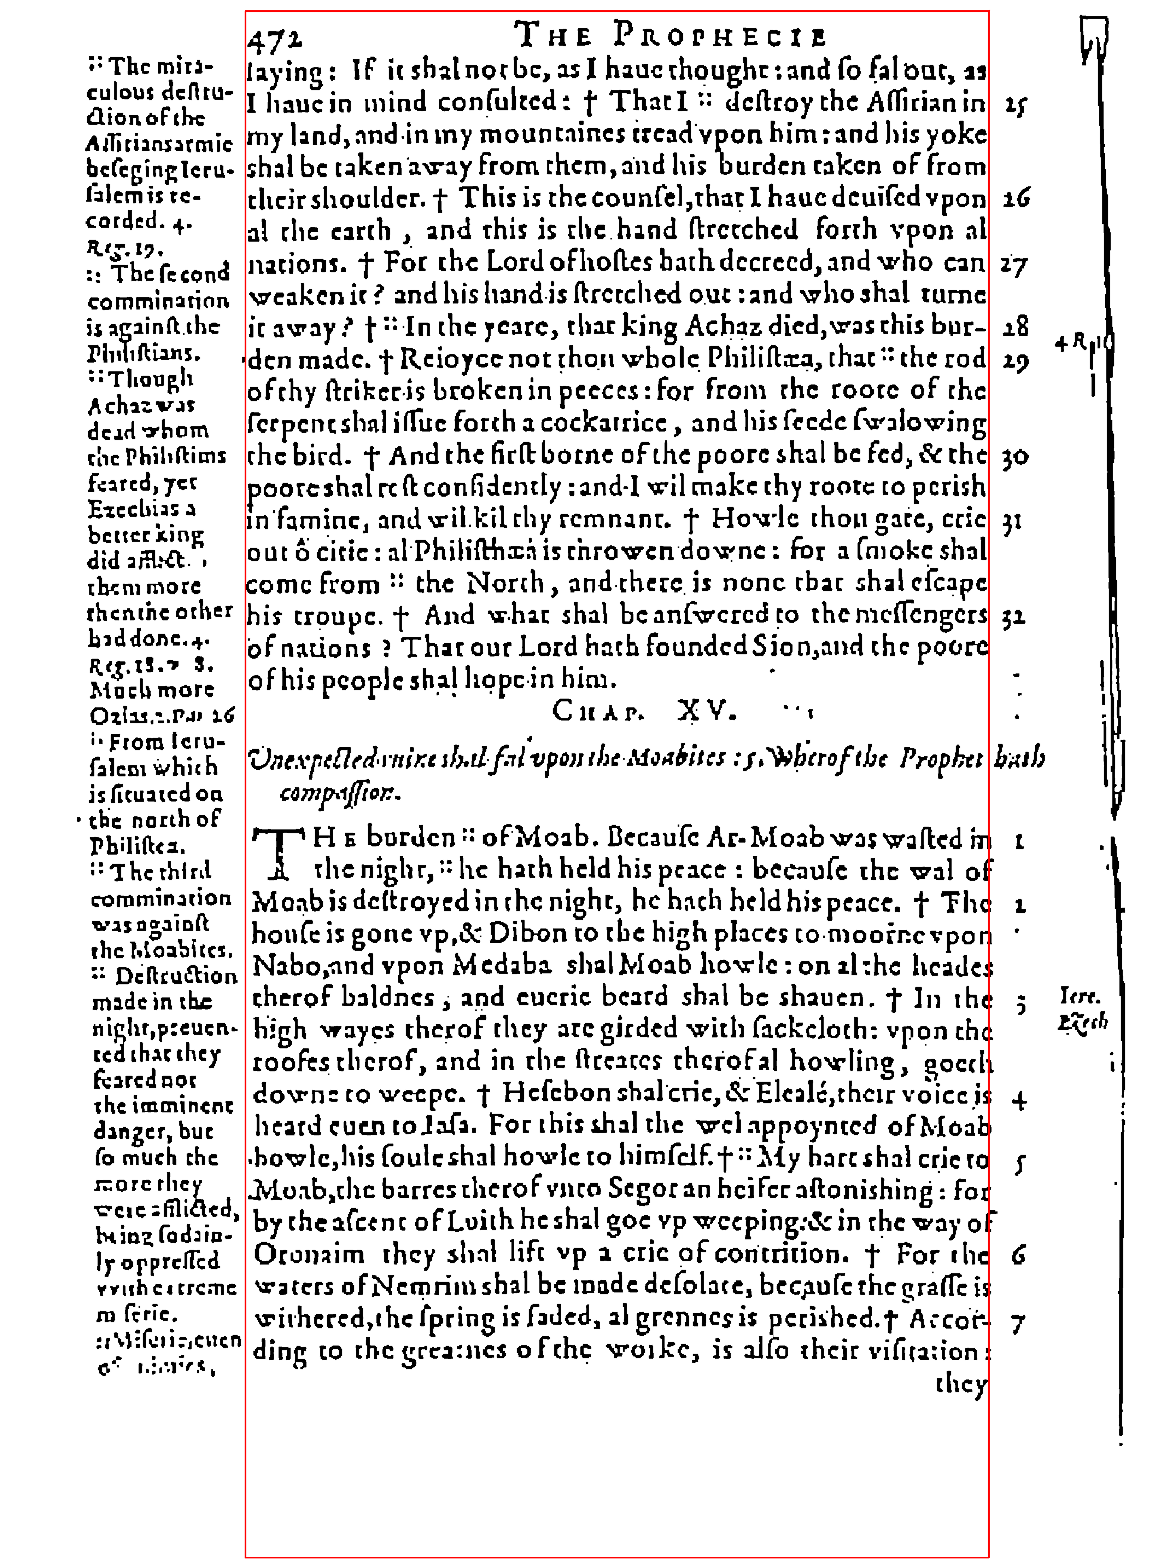 472 THE PROPHECIE
ſaying: If it shal not be, as I haue thought: and ſo fal out, as
I haue in mind conſulted: † That I :: deſtroy the Aſſirian in 25
my land, and in my mountaines tread vpon him: and his yoke
shal be taken away from them, and his burden taken of from
their shoulder. † This is the counſel, that I haue deuiſed vpon 26
al the earth, and this is the hand ſtretched forth vpon al
nations. † For the Lord of hoſtes hath decreed, and who can 27
weaken it? and his hand is ſtretched out: and who shal turne
it away? † :: In the yeare, that king Achaz died, was this bur- 28
den made. † Reioyce not thou whole Philiſtæa, that :: the rod 29
of thy ſtriker is broken in peeces: for from the roote of the
ſerpent shal iſſue forth a cockatrice, and his ſeede ſwalowing
the bird. † And the firſt borne of the poore shal be fed, & the 30
poore shal reſt confidently: and I wil make thy roote to perish
in famine, and wil kil thy remnant. † Howle thou gate, crie 31
out ô citie: al Philiſthæa is throwen downe: for a ſmoke shal
come from :: the North, and there is none that shal eſcape
his troupe. † And what shal be anſwered to the meſſengers 32
of nations? That our Lord hath founded Sion, and the poore
of his people shal hope in him.
CHAP. XV.
Vnexpected ruine shal fal vpon the Moabites: 5. Wherof the Prophet hath
compaſſion.
THE burden :: of Moab. Becauſe Ar-Moab was waſted in 1
the night, :: he hath held his peace: becauſe the wal of
Moab is deſtroyed in the night, he hath held his peace. † The 2
houſe is gone vp, & Dibon to the high places to moorne vpon
Nabo, and vpon Medaba shal Moab howle: on al the heades
therof baldnes, and euerie beard shal be shauen. † In the 3
high wayes therof they are girded with ſackcloth: vpon the
roofes therof, and in the ſtreates therof al howling, goeth
downe to weepe. † Heſebon shal crie, & Elealé, their voice is 4
heard euen to Iaſa. For this shal the wel appoynted of Moab
howle, his ſoule shal howle to himſelf. † :: My hart shal crie to 5
Moab, the barres therof vnto Segor an heifer aſtonishing: for
by the aſcent of Luith he shal goe vp weeping: & in the way of
Oronaim they shal lift vp a crie of contrition. † For the 6
waters of Nemrim shal be made deſolate, becauſe the graſſe is
withered, the ſpring is faded, al grennes is perished. † Accor- 7
ding to the greatnes of the worke, is alſo their viſitation:
they
:: The mira-
culous deſtru-
ction of the
Aſſirians armie
beſeging Ieru-
ſalem is re-
corded. 4.
Reg. 19.
:: The ſecond
commination
is againſt the
Philiſtians.
:: Though
Achaz was
dead whom
the Philiſtims
feared, yet
Ezechias a
better king
did afflict
them more
then the other
had done. 4.
Reg. 18. v 8.
Much more
Ozias. 2. Par 26
:: From Ieru-
ſalem which
is ſituated on
the north of
Philiſtea.
:: The third
commination
was againſt
the Moabites.
:: Deſtruction
made in the
night, preuen-
ted that they
feared not
the imminent
danger, but
ſo much the
more they
were afflicted,
being ſodain-
ly oppreſſed
with extreme
miſerie.
euen
4 R
Iere.
Ezech